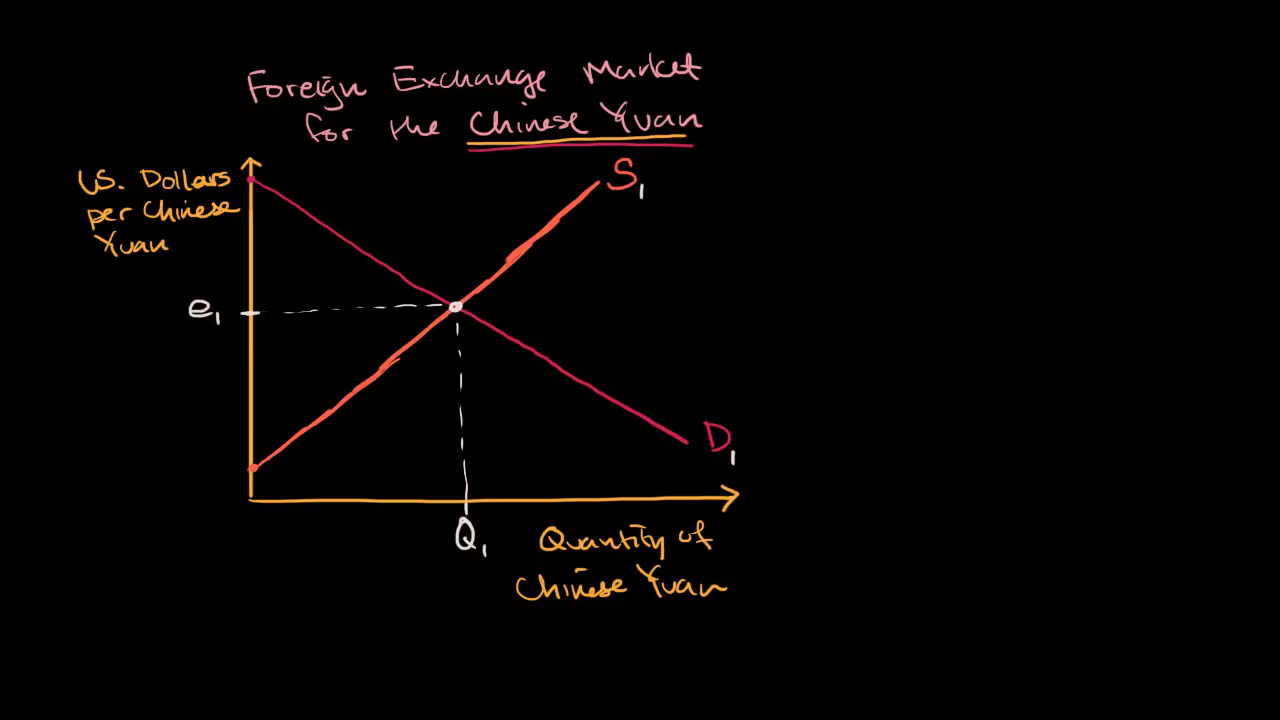 Foreign Exchange Market
for the Chinese Yuan
U.S. Dollars
per Chinese
Yuan
S1
e1
D1
Q1
Quantity of
Chinese Yuan